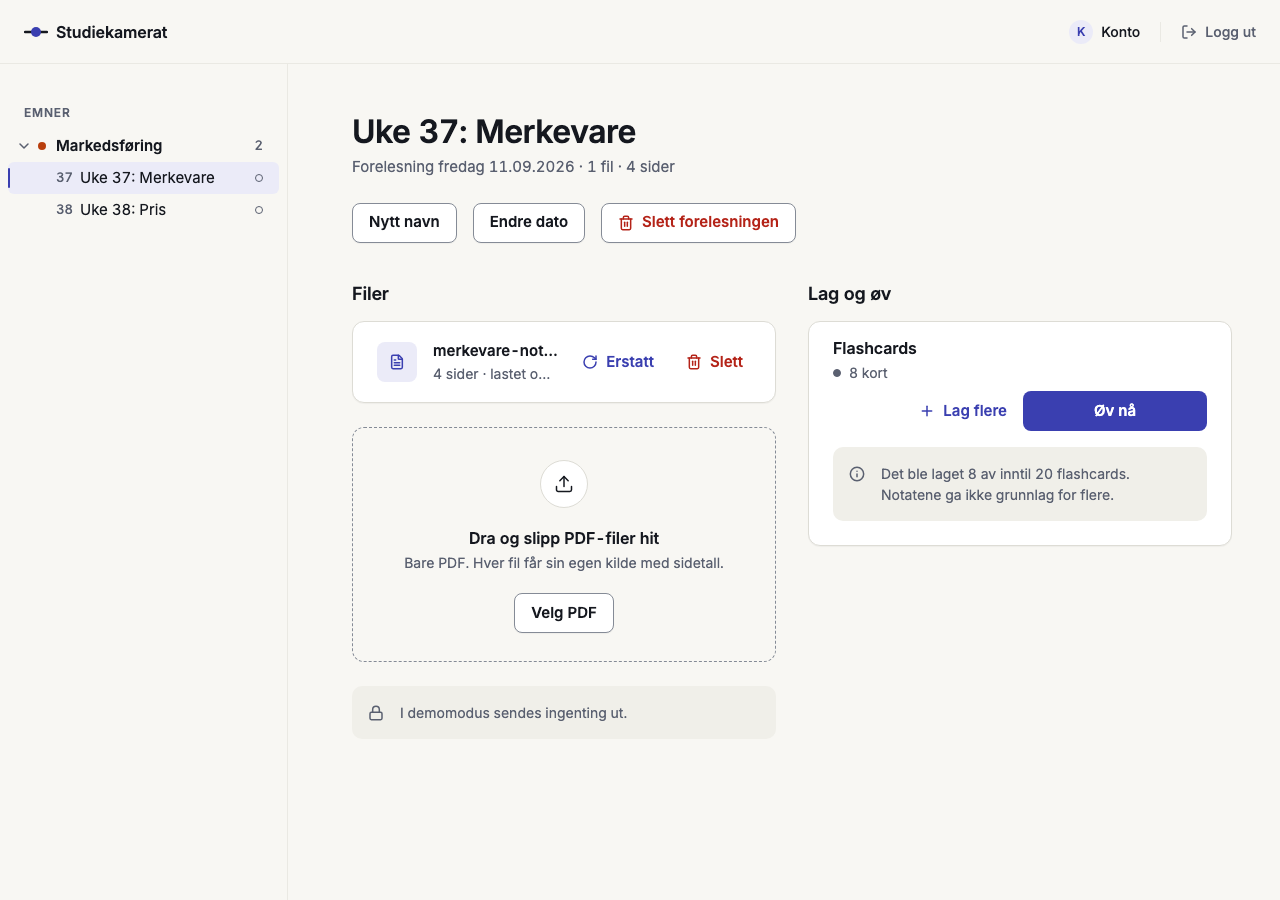 Studiekamerat
K Konto
Logg ut
EMNER
Markedsføring 2
37 Uke 37: Merkevare
38 Uke 38: Pris
Uke 37: Merkevare
Forelesning fredag 11.09.2026 · 1 fil · 4 sider
Nytt navn
Endre dato
Slett forelesningen
Filer
merkevare-not...
4 sider · lastet o...
Erstatt
Slett
Dra og slipp PDF-filer hit
Bare PDF. Hver fil får sin egen kilde med sidetall.
Velg PDF
I demomodus sendes ingenting ut.
Lag og øv
Flashcards
8 kort
Lag flere
Øv nå
Det ble laget 8 av inntil 20 flashcards.
Notatene ga ikke grunnlag for flere.